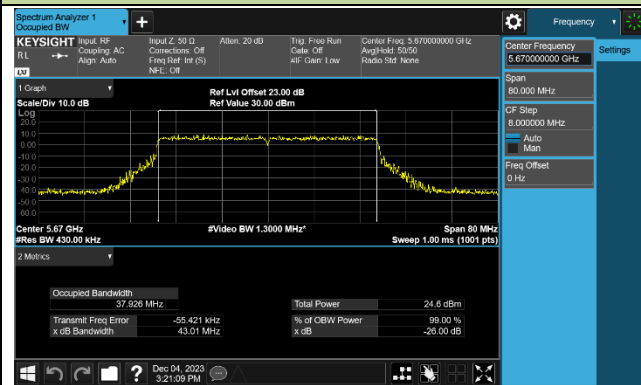 Spectrum Analyzer 1
Occupied BW
Frequency
KEYSIGHT
RL
LXI
Input: RF
Coupling: AC
Align: Auto
Input Z: 50 Ω
Corrections: Off
Freq Ref: Int (S)
NFE: Off
Atten: 20 dB
Trig: Free Run
Gate: Off
#IF Gain: Low
Center Freq: 5.670000000 GHz
Avg|Hold: 50/50
Radio Std: None
Center Frequency
5.670000000 GHz
Settings
Span
80.000 MHz
CF Step
8.000000 MHz
Auto
Man
Freq Offset
0 Hz
1 Graph
Scale/Div 10.0 dB
Ref Lvl Offset 23.00 dB
Ref Value 30.00 dBm
Log
20.0
10.0
0.00
-10.0
-20.0
-30.0
-40.0
-50.0
-60.0
Center 5.67 GHz
#Res BW 430.00 kHz
#Video BW 1.3000 MHz*
Span 80 MHz
Sweep 1.00 ms (1001 pts)
2 Metrics
Occupied Bandwidth
37.926 MHz
Total Power 24.6 dBm
Transmit Freq Error -55.421 kHz
% of OBW Power 99.00 %
x dB Bandwidth 43.01 MHz
x dB -26.00 dB
?
Dec 04, 2023
3:21:09 PM